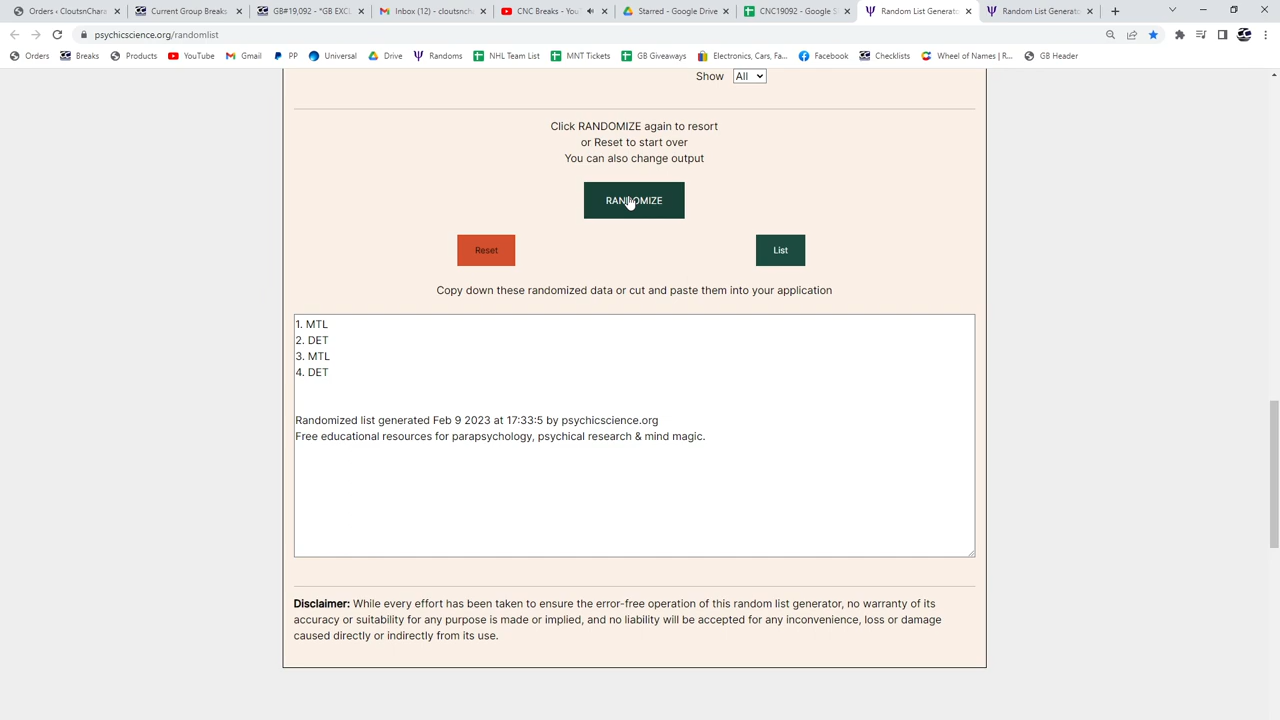 Orders ‹ CloutsnChara
Current Group Breaks
GB#19,092 - *GB EXC
Inbox (12) - cloutsnch
CNC Breaks - You
Starred - Google Drive
CNC19092 - Google S
Random List Generato
Random List Generato
psychicscience.org/randomlist
Orders
Breaks
Products
YouTube
Gmail
PP
Universal
Drive
Randoms
NHL Team List
MNT Tickets
GB Giveaways
Electronics, Cars, Fa...
Facebook
Checklists
Wheel of Names | R...
GB Header
Show All
Click RANDOMIZE again to resort
or Reset to start over
You can also change output
RANDOMIZE
Reset
List
Copy down these randomized data or cut and paste them into your application
1. MTL
2. DET
3. MTL
4. DET
Randomized list generated Feb 9 2023 at 17:33:5 by psychicscience.org
Free educational resources for parapsychology, psychical research & mind magic.
Disclaimer: While every effort has been taken to ensure the error-free operation of this random list generator, no warranty of its
accuracy or suitability for any purpose is made or implied, and no liability will be accepted for any inconvenience, loss or damage
caused directly or indirectly from its use.